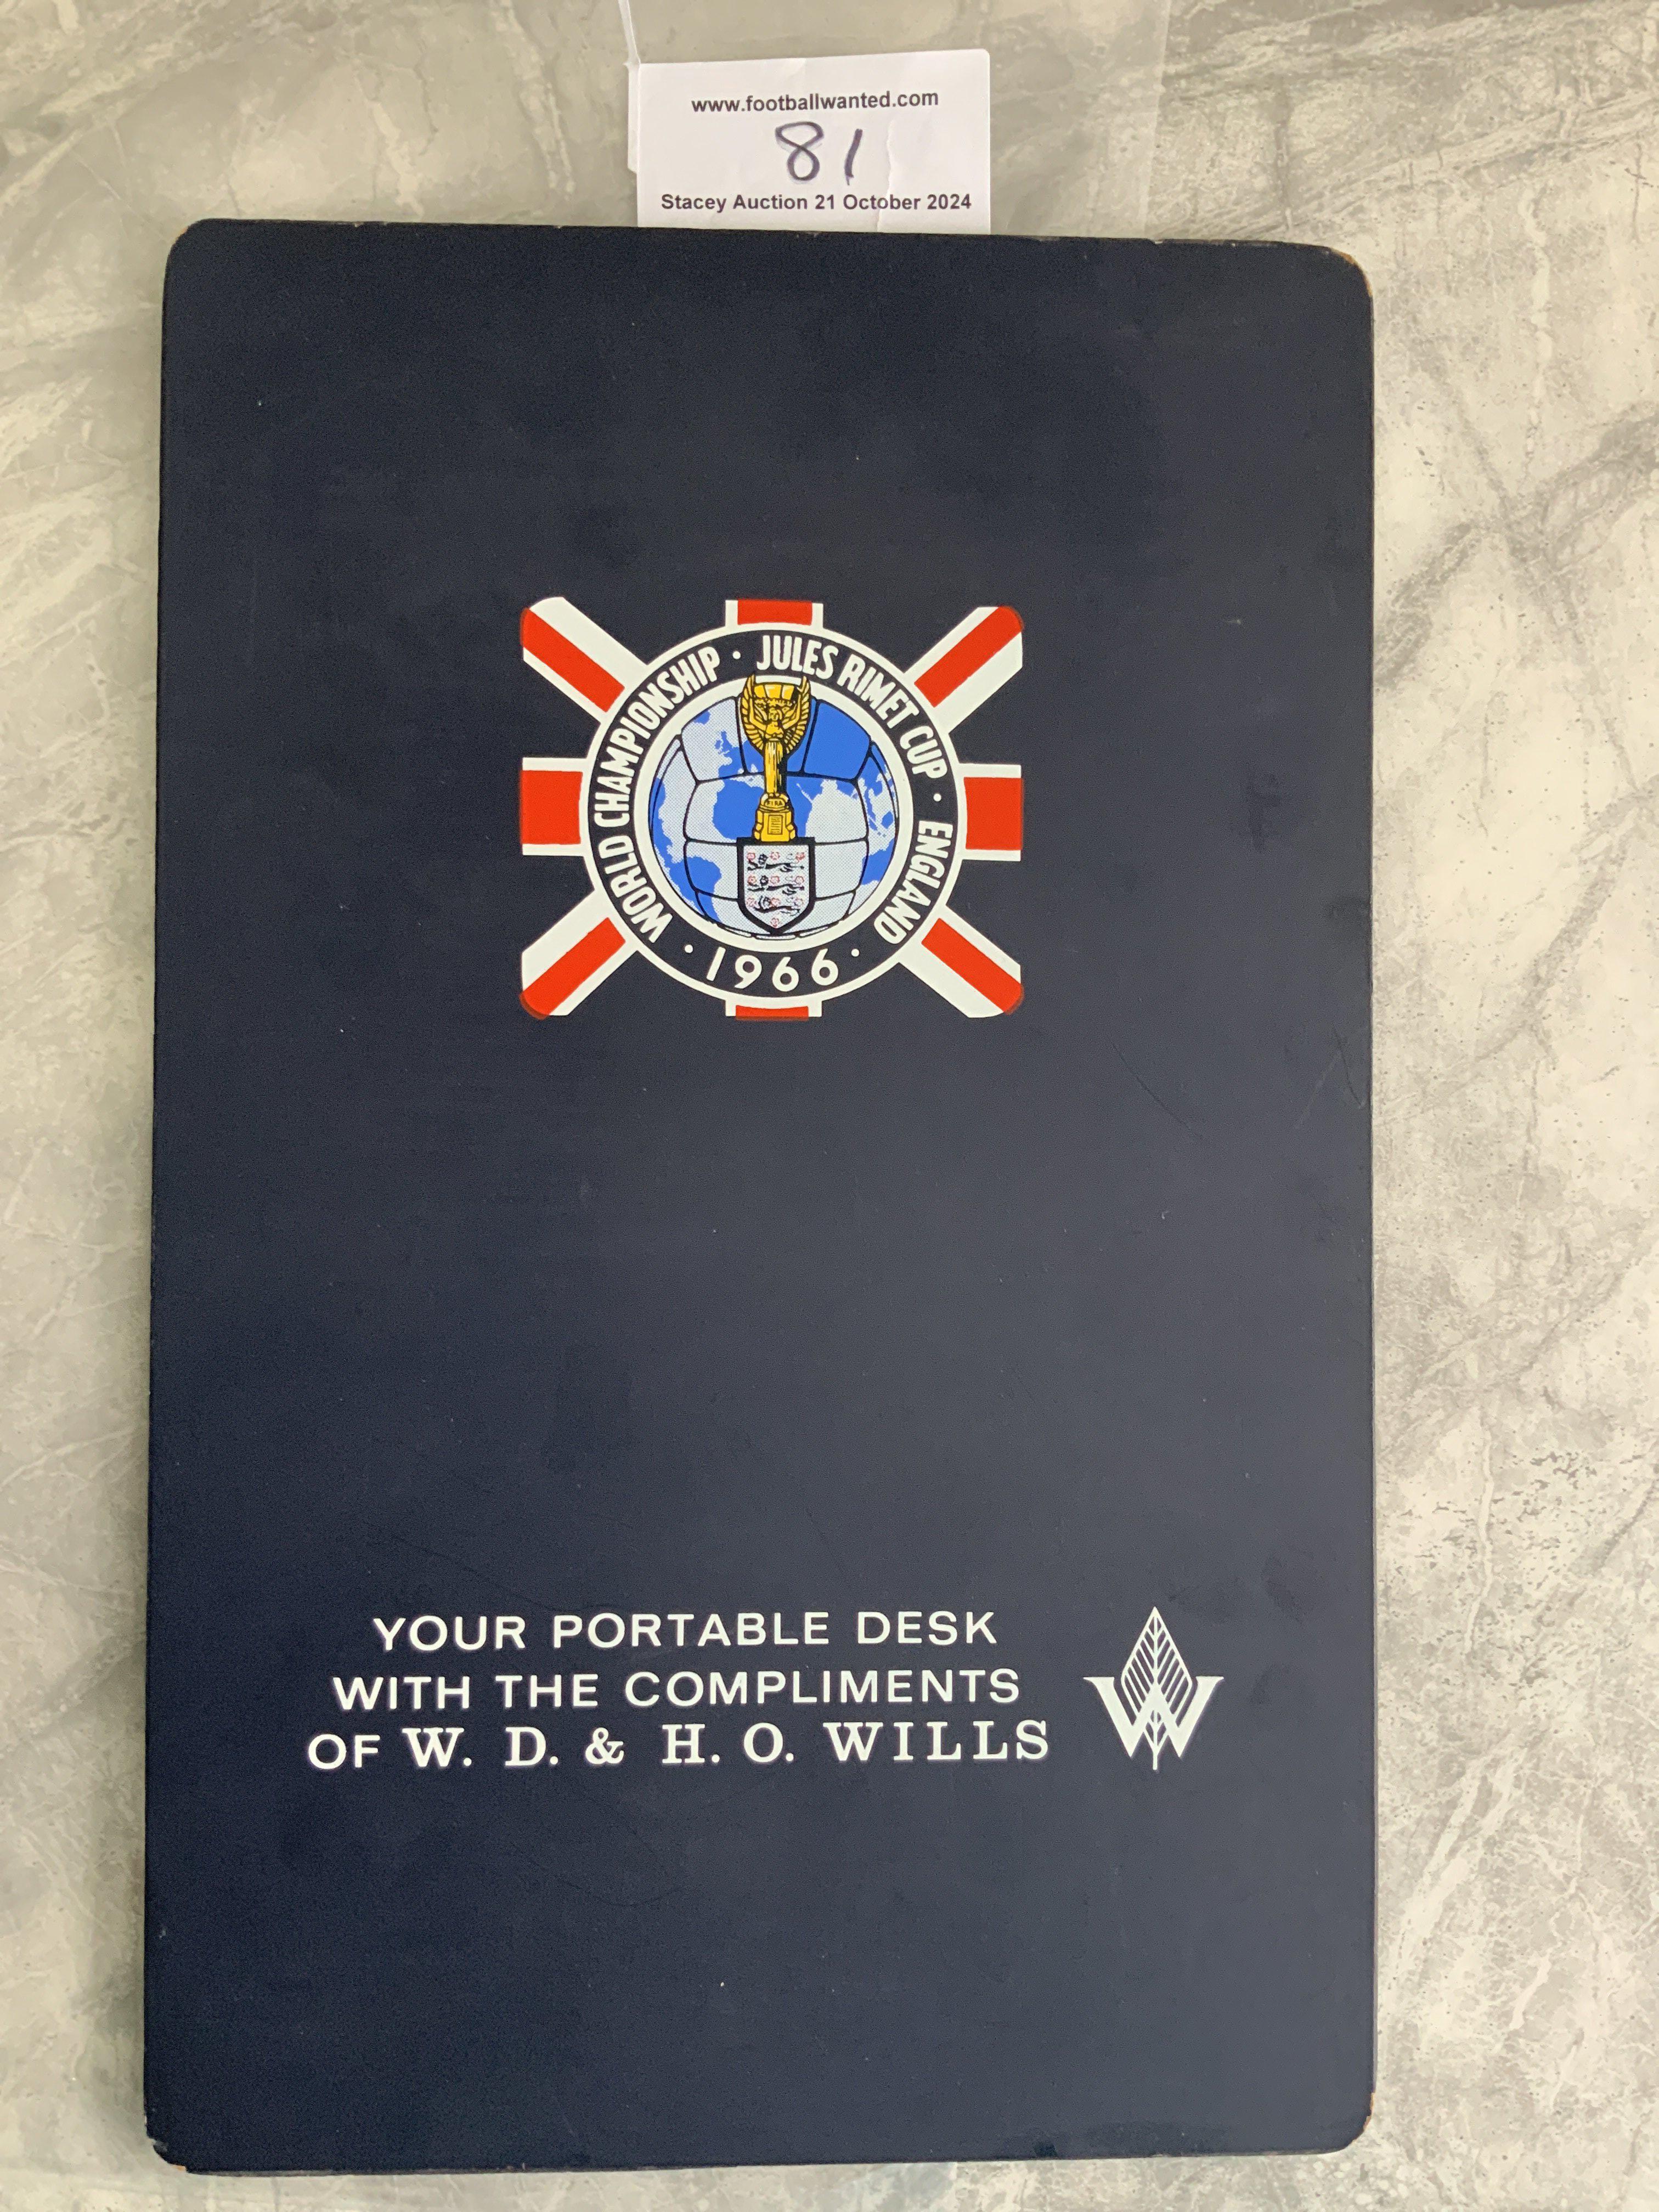 www.footballwanted.com
81
Stacey Auction 21 October 2024
WORLD CHAMPIONSHIP · JULES RIMET CUP · ENGLAND
· 1966 ·
YOUR PORTABLE DESK
WITH THE COMPLIMENTS
OF W. D. & H. O. WILLS
W